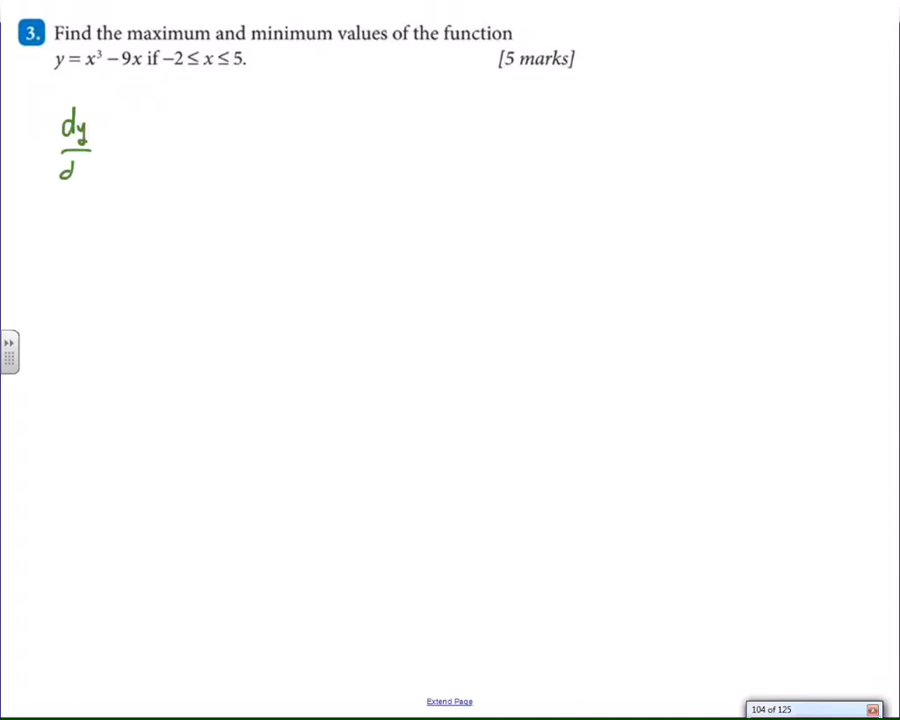 3. Find the maximum and minimum values of the function
y = x³ − 9x if −2 ≤ x ≤ 5. [5 marks]
dy
d
Extend Page
104 of 125